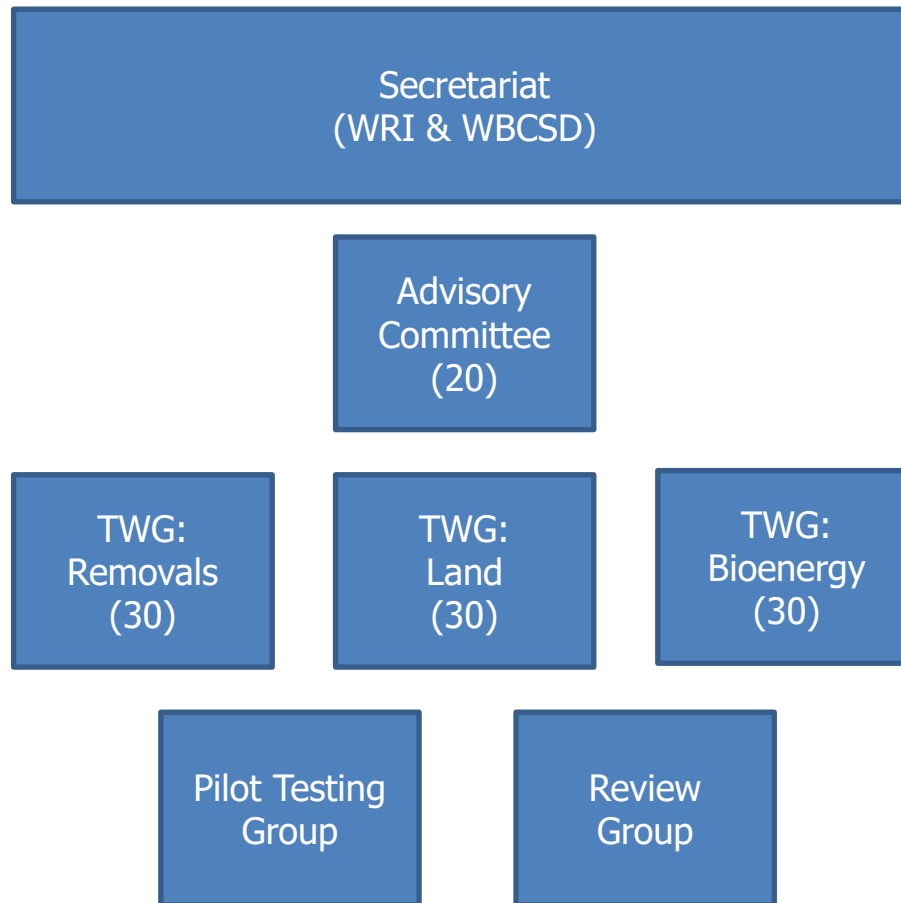 Secretariat
(WRI & WBCSD)
Advisory
Committee
(20)
TWG:
Removals
(30)
TWG:
Land
(30)
TWG:
Bioenergy
(30)
Pilot Testing
Group
Review
Group